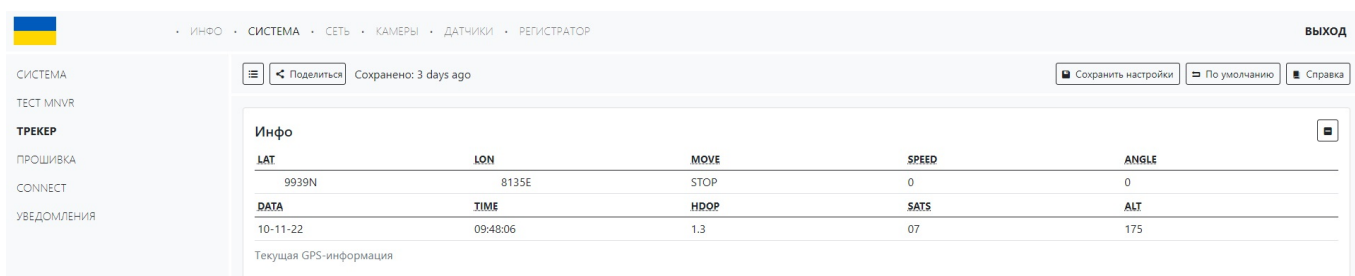 • ИНФО • СИСТЕМА • СЕТЬ • КАМЕРЫ • ДАТЧИКИ • РЕГИСТРАТОР ВЫХОД
СИСТЕМА
ТЕСТ MNVR
ТРЕКЕР
ПРОШИВКА
CONNECT
УВЕДОМЛЕНИЯ
Поделиться Сохранено: 3 days ago Сохранить настройки По умолчанию Справка
Инфо
LAT LON MOVE SPEED ANGLE
9939N 8135E STOP 0 0
DATA TIME HDOP SATS ALT
10-11-22 09:48:06 1.3 07 175
Текущая GPS-информация